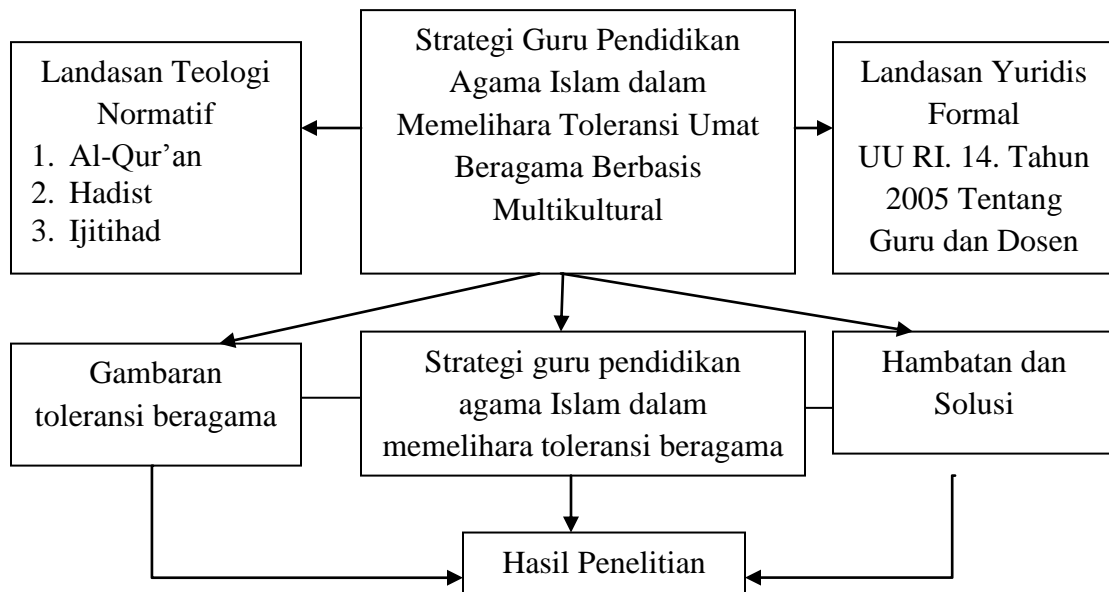 Strategi Guru Pendidikan
Agama Islam dalam
Memelihara Toleransi Umat
Beragama Berbasis
Multikultural
Landasan Teologi
Normatif
1. Al-Qur’an
2. Hadist
3. Ijitihad
Landasan Yuridis
Formal
UU RI. 14. Tahun
2005 Tentang
Guru dan Dosen
Gambaran
toleransi beragama
Strategi guru pendidikan
agama Islam dalam
memelihara toleransi beragama
Hambatan dan
Solusi
Hasil Penelitian